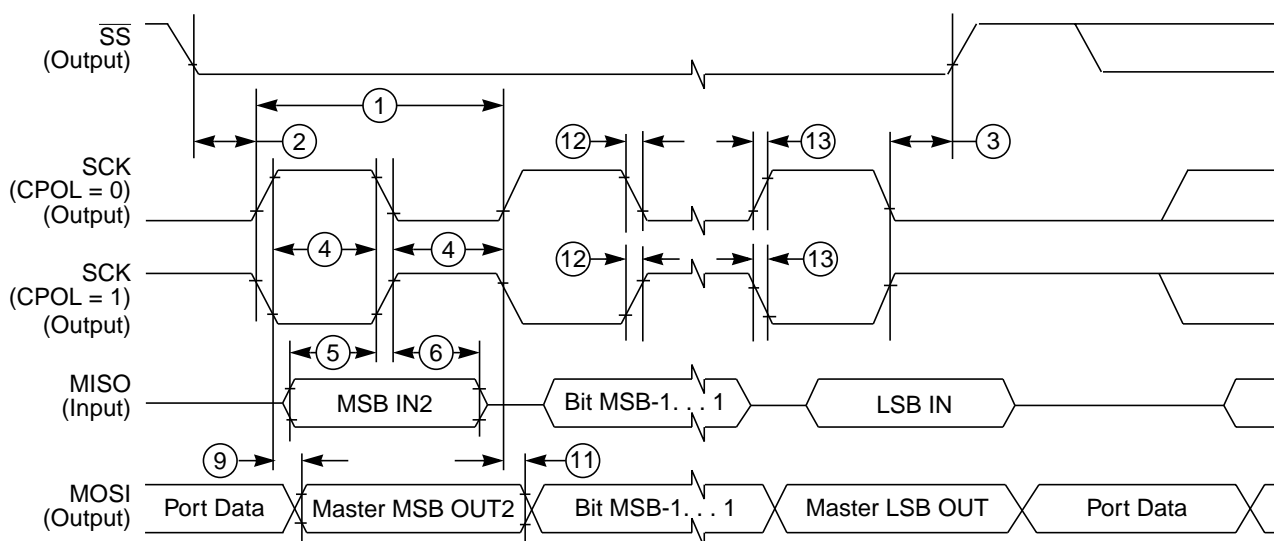 SS
(Output)
1
2
12
13
3
SCK
(CPOL = 0)
(Output)
4
4
12
13
SCK
(CPOL = 1)
(Output)
5
6
MISO
(Input)
MSB IN2
Bit MSB-1. . . 1
LSB IN
9
11
MOSI
(Output)
Port Data
Master MSB OUT2
Bit MSB-1. . . 1
Master LSB OUT
Port Data